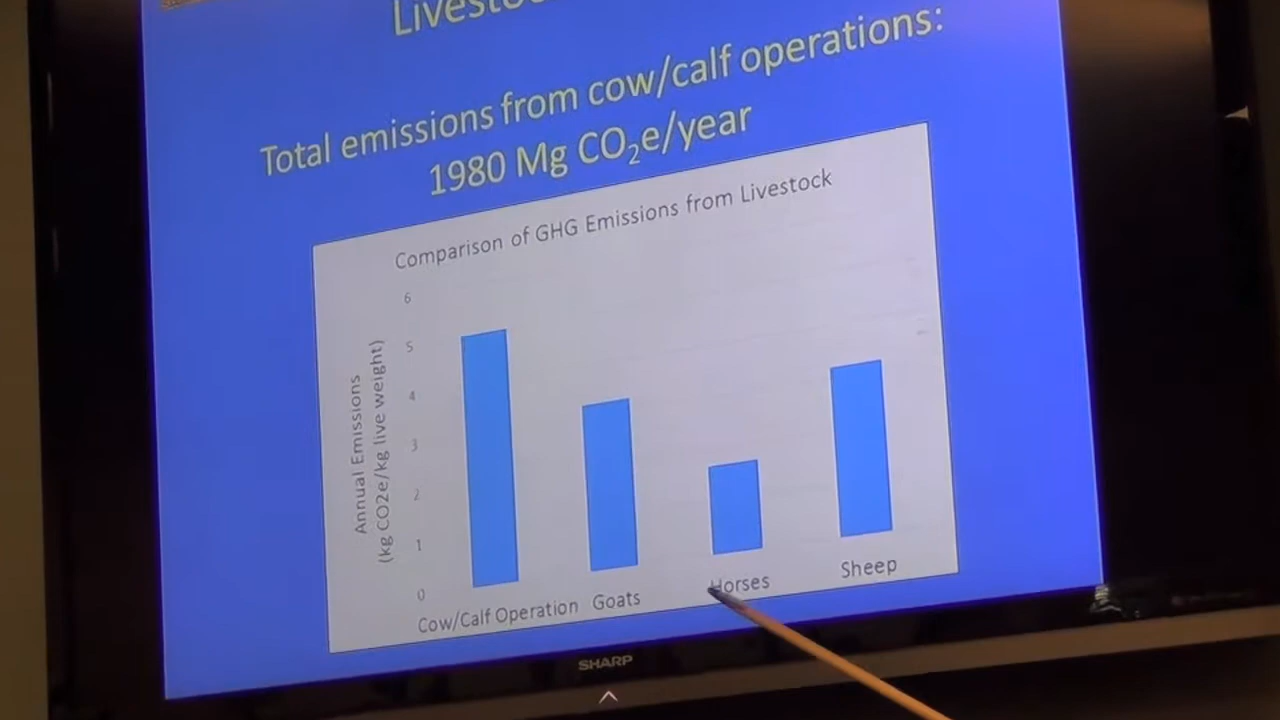 Total emissions from cow/calf operations:
1980 Mg CO₂e/year
Comparison of GHG Emissions from Livestock
Annual Emissions
(kg CO2e/kg live weight)
6
5
4
3
2
1
0
Cow/Calf Operation Goats Horses Sheep
SHARP